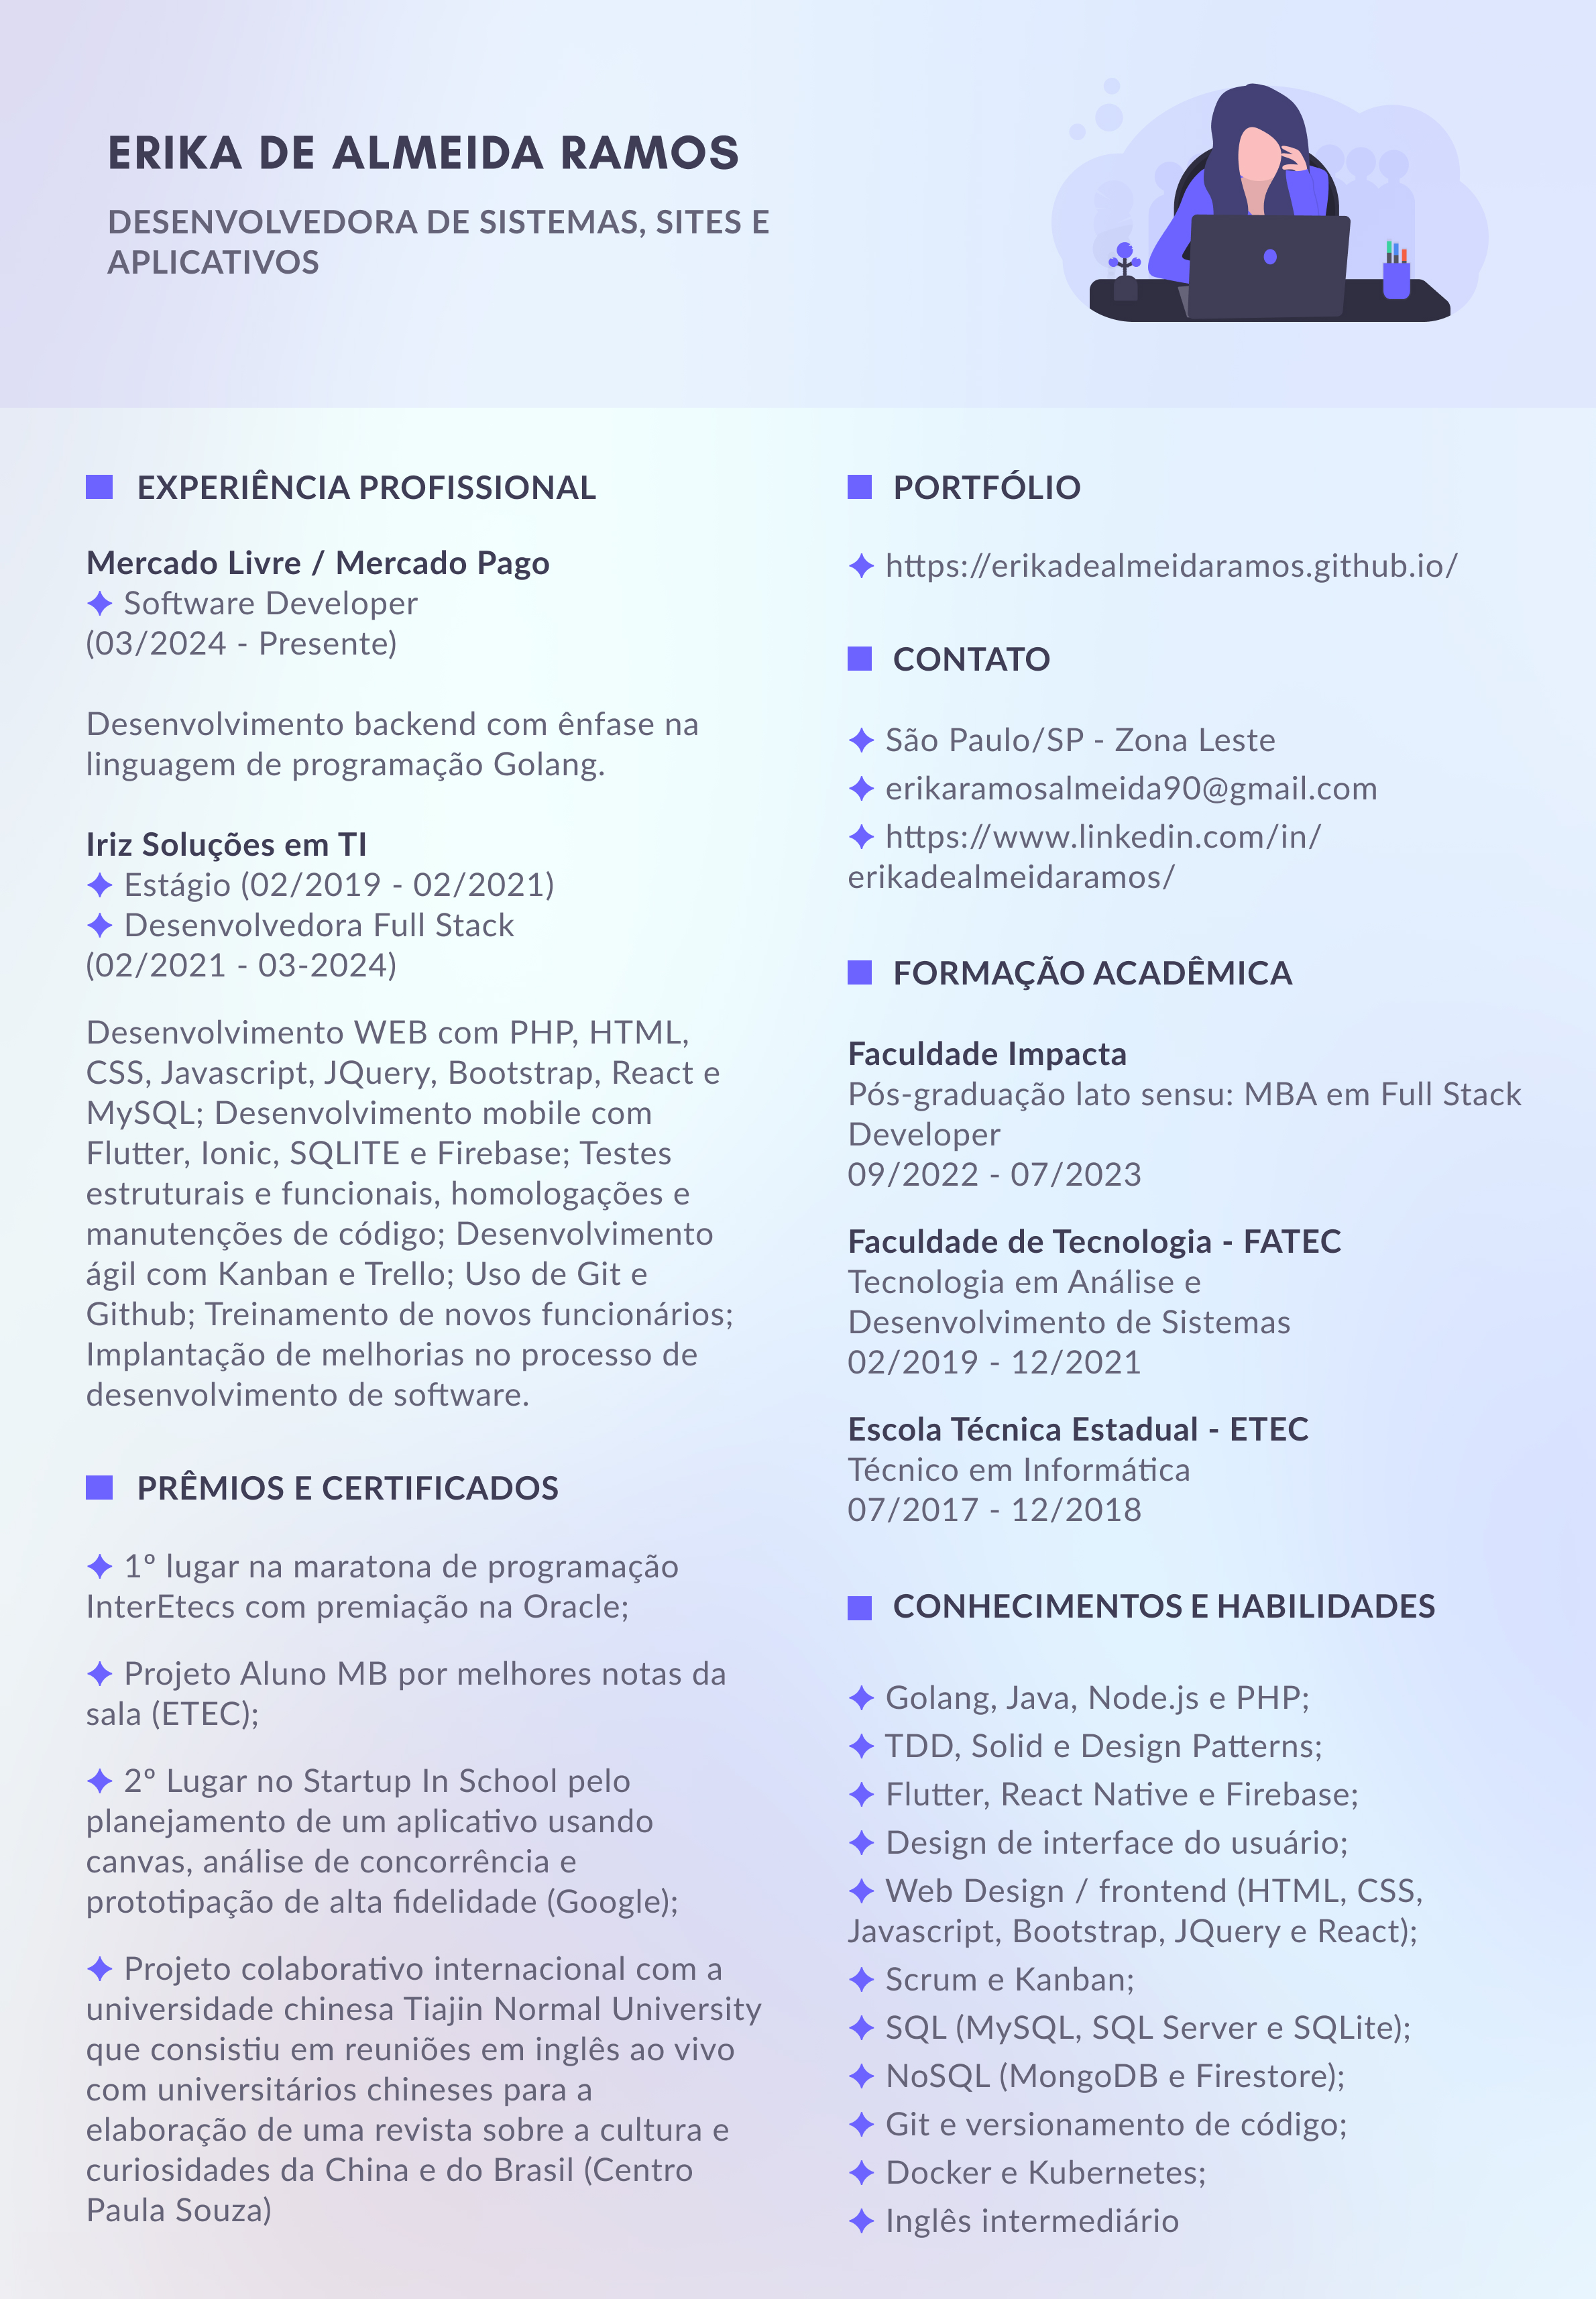 ERIKA DE ALMEIDA RAMOS
DESENVOLVEDORA DE SISTEMAS, SITES E
APLICATIVOS
EXPERIÊNCIA PROFISSIONAL
Mercado Livre / Mercado Pago
Software Developer
(03/2024 - Presente)
Desenvolvimento backend com ênfase na
linguagem de programação Golang.
Iriz Soluções em TI
Estágio (02/2019 - 02/2021)
Desenvolvedora Full Stack
(02/2021 - 03-2024)
Desenvolvimento WEB com PHP, HTML,
CSS, Javascript, JQuery, Bootstrap, React e
MySQL; Desenvolvimento mobile com
Flutter, Ionic, SQLITE e Firebase; Testes
estruturais e funcionais, homologações e
manutenções de código; Desenvolvimento
ágil com Kanban e Trello; Uso de Git e
Github; Treinamento de novos funcionários;
Implantação de melhorias no processo de
desenvolvimento de software.
PRÊMIOS E CERTIFICADOS
1º lugar na maratona de programação
InterEtecs com premiação na Oracle;
Projeto Aluno MB por melhores notas da
sala (ETEC);
2º Lugar no Startup In School pelo
planejamento de um aplicativo usando
canvas, análise de concorrência e
prototipação de alta fidelidade (Google);
Projeto colaborativo internacional com a
universidade chinesa Tiajin Normal University
que consistiu em reuniões em inglês ao vivo
com universitários chineses para a
elaboração de uma revista sobre a cultura e
curiosidades da China e do Brasil (Centro
Paula Souza)
PORTFÓLIO
https://erikadealmeidaramos.github.io/
CONTATO
São Paulo/SP - Zona Leste
erikaramosalmeida90@gmail.com
https://www.linkedin.com/in/
erikadealmeidaramos/
FORMAÇÃO ACADÊMICA
Faculdade Impacta
Pós-graduação lato sensu: MBA em Full Stack
Developer
09/2022 - 07/2023
Faculdade de Tecnologia - FATEC
Tecnologia em Análise e
Desenvolvimento de Sistemas
02/2019 - 12/2021
Escola Técnica Estadual - ETEC
Técnico em Informática
07/2017 - 12/2018
CONHECIMENTOS E HABILIDADES
Golang, Java, Node.js e PHP;
TDD, Solid e Design Patterns;
Flutter, React Native e Firebase;
Design de interface do usuário;
Web Design / frontend (HTML, CSS,
Javascript, Bootstrap, JQuery e React);
Scrum e Kanban;
SQL (MySQL, SQL Server e SQLite);
NoSQL (MongoDB e Firestore);
Git e versionamento de código;
Docker e Kubernetes;
Inglês intermediário